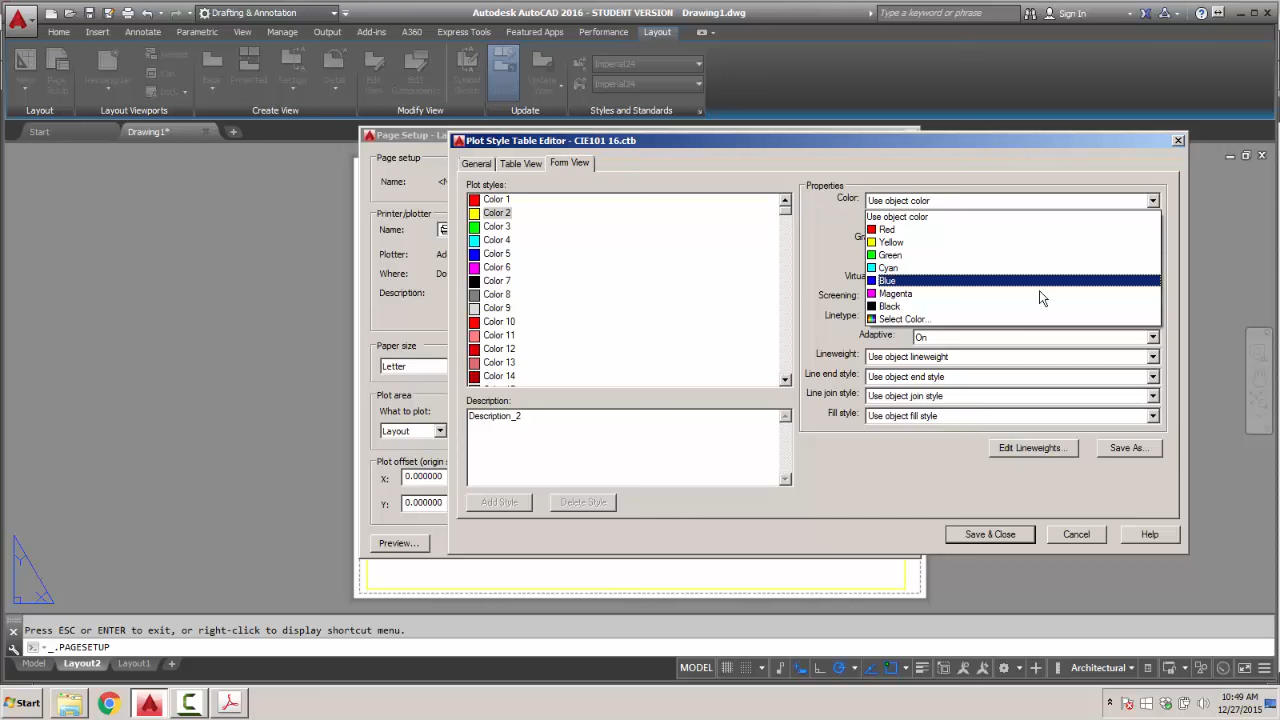 Drafting & Annotation
Autodesk AutoCAD 2016 - STUDENT VERSION Drawing1.dwg
Type a keyword or phrase
Sign In
Home Insert Annotate Parametric View Manage Output Add-ins A360 Express Tools Featured Apps Performance Layout
Imperial24
Imperial24
Layout Layout Viewports Create View Modify View Update Styles and Standards
Start Drawing1*
Page Setup - La
Plot Style Table Editor - CIE101 16.ctb
General Table View Form View
Page setup
Name: <N
Printer/plotter
Name:
Plotter: Ad
Where: Do
Description:
Paper size
Letter
Plot area
What to plot:
Layout
Plot offset (origin s
X: 0.000000
Y: 0.000000
Preview...
Plot styles:
Color 1
Color 2
Color 3
Color 4
Color 5
Color 6
Color 7
Color 8
Color 9
Color 10
Color 11
Color 12
Color 13
Color 14
Description:
Description_2
Add Style Delete Style
Properties
Color: Use object color
Use object color
Red
Yellow
Green
Cyan
Blue
Magenta
Black
Select Color...
Gr
Virtua
Screening:
Linetype:
Adaptive: On
Lineweight: Use object lineweight
Line end style: Use object end style
Line join style: Use object join style
Fill style: Use object fill style
Edit Lineweights... Save As...
Save & Close Cancel Help
Press ESC or ENTER to exit, or right-click to display shortcut menu.
_.PAGESETUP
Model Layout2 Layout1
MODEL
Architectural
Start
10:49 AM
12/27/2015